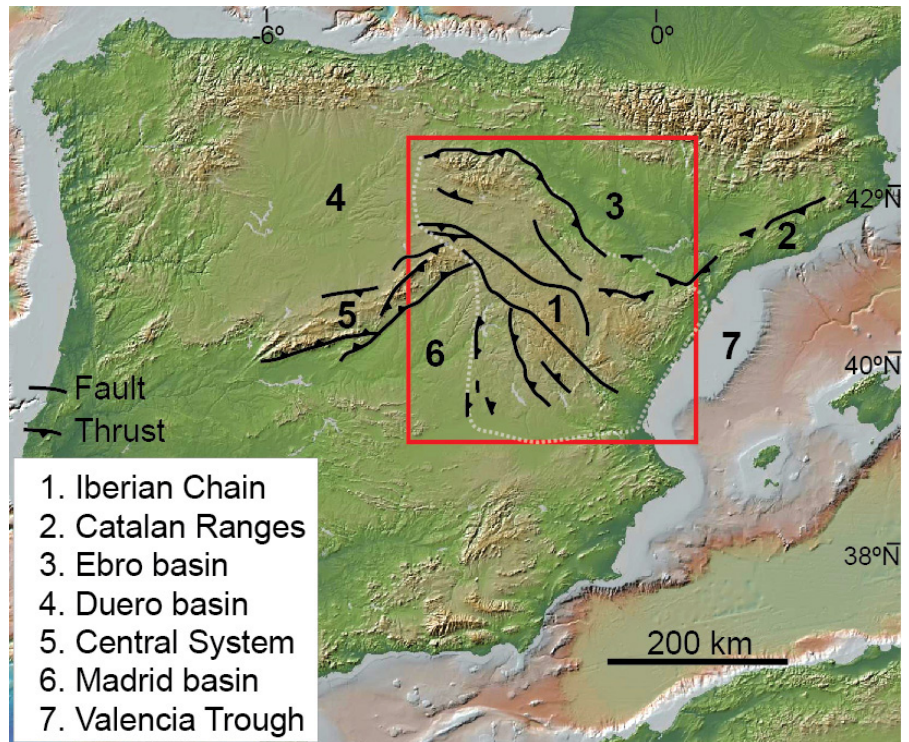 -6º 0º
4
3
42ºN
2
5
1
7
6
40ºN
Fault
Thrust
1. Iberian Chain
2. Catalan Ranges
3. Ebro basin
4. Duero basin
5. Central System
6. Madrid basin
7. Valencia Trough
38ºN
200 km